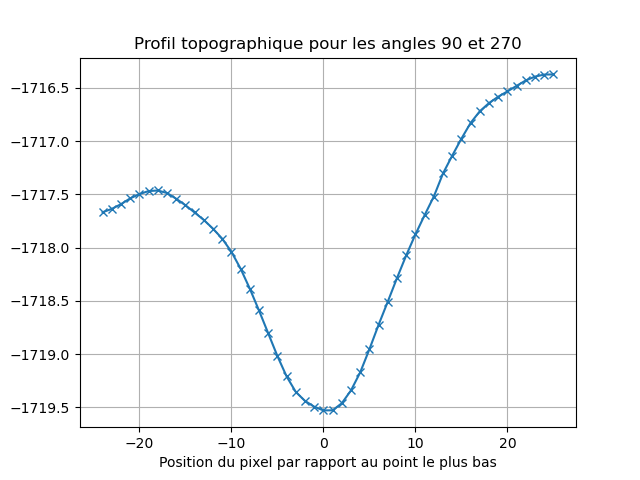 Profil topographique pour les angles 90 et 270
−1716.5
−1717.0
−1717.5
−1718.0
−1718.5
−1719.0
−1719.5
−20 −10 0 10 20
Position du pixel par rapport au point le plus bas